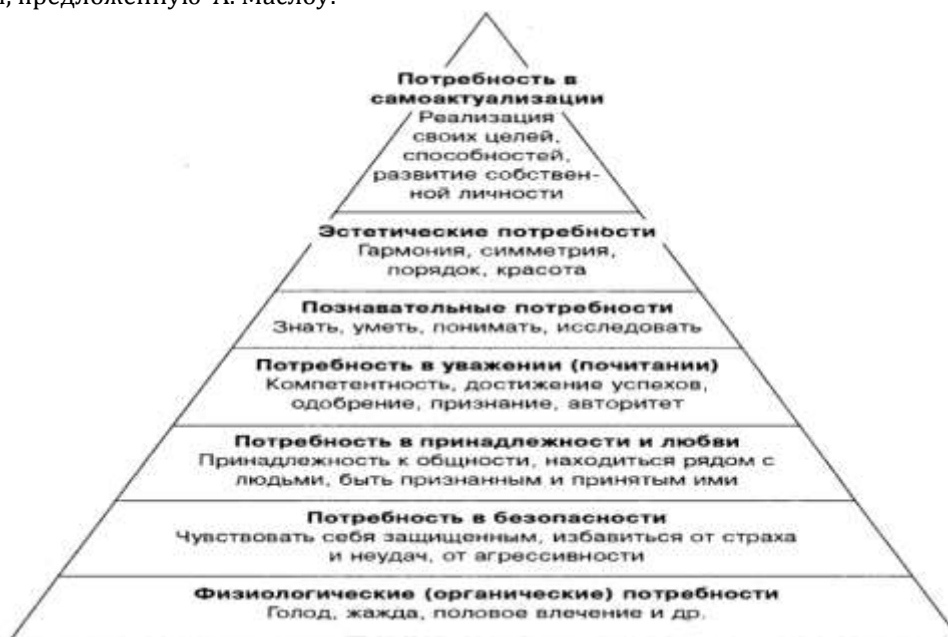 предложенную А. Маслоу.
Потребность в
самоактуализации
Реализация
своих целей,
способностей,
развитие собствен-
ной личности
Эстетические потребности
Гармония, симметрия,
порядок, красота
Познавательные потребности
Знать, уметь, понимать, исследовать
Потребность в уважении (почитании)
Компетентность, достижение успехов,
одобрение, признание, авторитет
Потребность в принадлежности и любви
Принадлежность к общности, находиться рядом с
людьми, быть признанным и принятым ими
Потребность в безопасности
Чувствовать себя защищенным, избавиться от страха
и неудач, от агрессивности
Физиологические (органические) потребности
Голод, жажда, половое влечение и др.